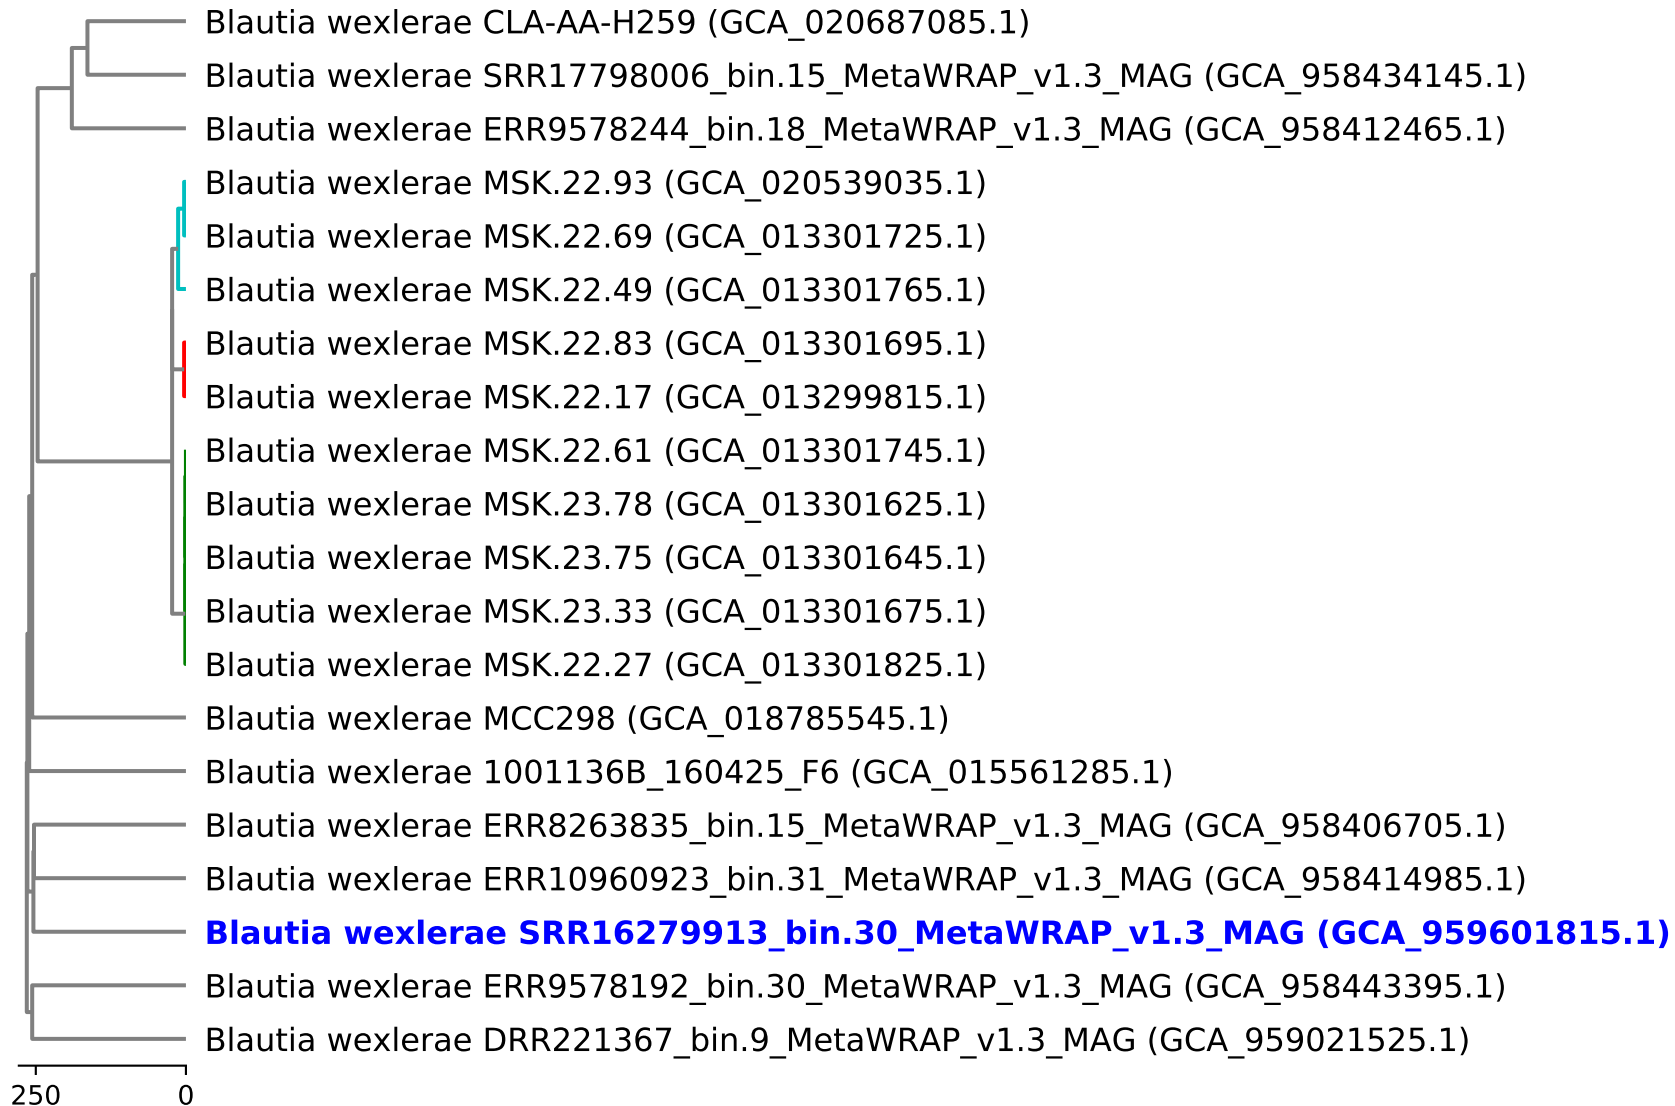 Blautia wexlerae CLA-AA-H259 (GCA_020687085.1)
Blautia wexlerae SRR17798006_bin.15_MetaWRAP_v1.3_MAG (GCA_958434145.1)
Blautia wexlerae ERR9578244_bin.18_MetaWRAP_v1.3_MAG (GCA_958412465.1)
Blautia wexlerae MSK.22.93 (GCA_020539035.1)
Blautia wexlerae MSK.22.69 (GCA_013301725.1)
Blautia wexlerae MSK.22.49 (GCA_013301765.1)
Blautia wexlerae MSK.22.83 (GCA_013301695.1)
Blautia wexlerae MSK.22.17 (GCA_013299815.1)
Blautia wexlerae MSK.22.61 (GCA_013301745.1)
Blautia wexlerae MSK.23.78 (GCA_013301625.1)
Blautia wexlerae MSK.23.75 (GCA_013301645.1)
Blautia wexlerae MSK.23.33 (GCA_013301675.1)
Blautia wexlerae MSK.22.27 (GCA_013301825.1)
Blautia wexlerae MCC298 (GCA_018785545.1)
Blautia wexlerae 1001136B_160425_F6 (GCA_015561285.1)
Blautia wexlerae ERR8263835_bin.15_MetaWRAP_v1.3_MAG (GCA_958406705.1)
Blautia wexlerae ERR10960923_bin.31_MetaWRAP_v1.3_MAG (GCA_958414985.1)
Blautia wexlerae SRR16279913_bin.30_MetaWRAP_v1.3_MAG (GCA_959601815.1)
Blautia wexlerae ERR9578192_bin.30_MetaWRAP_v1.3_MAG (GCA_958443395.1)
Blautia wexlerae DRR221367_bin.9_MetaWRAP_v1.3_MAG (GCA_959021525.1)
250 0